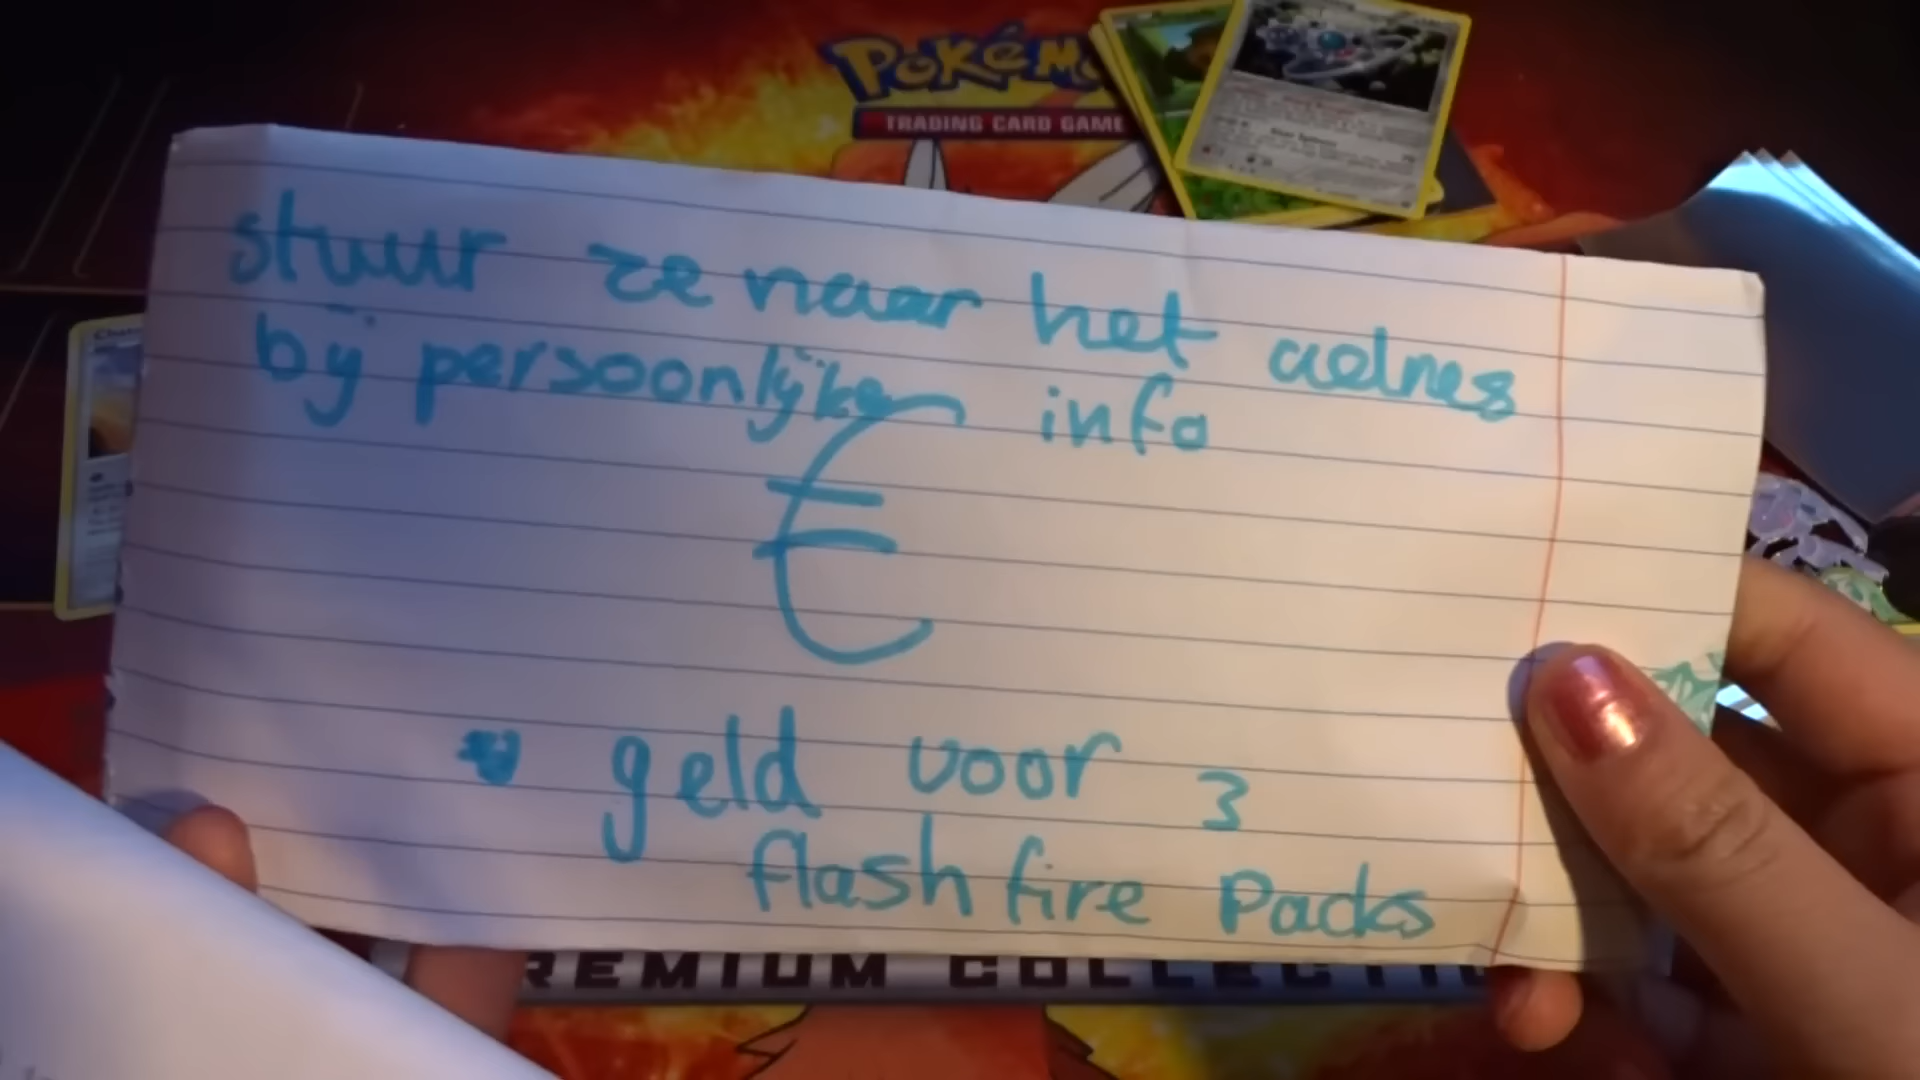 POKéM
TRADING CARD GAME
stuur ze naar het adres
bij persoonlijke info
€
geld voor 3
flash fire Packs
REMIUM COLLECTI